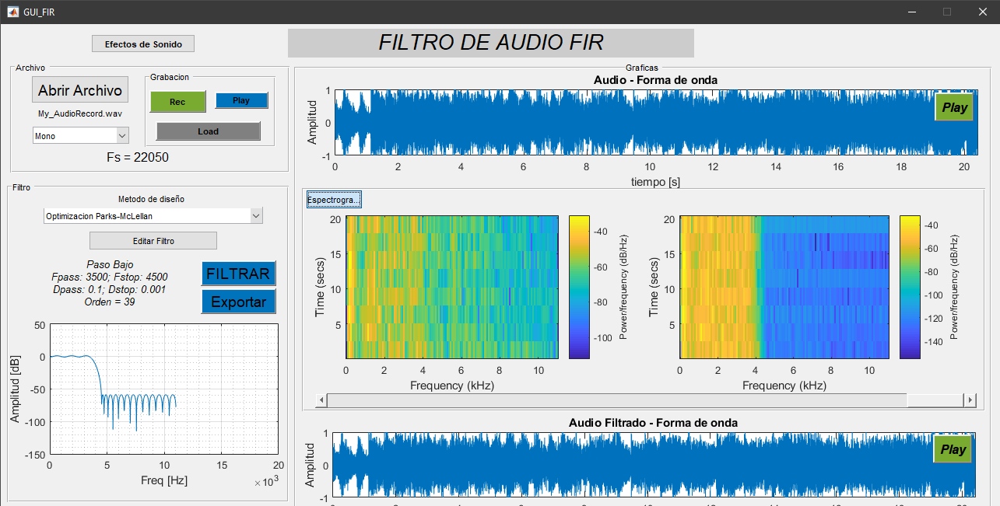 GUI_FIR
Efectos de Sonido
FILTRO DE AUDIO FIR
Archivo
Abrir Archivo
My_AudioRecord.wav
Mono
Grabacion
Rec
Play
Load
Fs = 22050
Filtro
Metodo de diseño
Optimizacion Parks-McLellan
Editar Filtro
Paso Bajo
Fpass: 3500; Fstop: 4500
Dpass: 0.1; Dstop: 0.001
Orden = 39
FILTRAR
Exportar
50
0
-50
-100
-150
Amplitud [dB]
0 5 10 15 20
Freq [Hz]
×10³
Graficas
Audio - Forma de onda
1
0
-1
Amplitud
Play
0 2 4 6 8 10 12 14 16 18 20
tiempo [s]
Espectrogra...
20
15
10
5
Time (secs)
0 2 4 6 8 10
Frequency (kHz)
-40
-60
-80
-100
Power/frequency (dB/Hz)
20
15
10
5
Time (secs)
0 2 4 6 8 10
Frequency (kHz)
-40
-60
-80
-100
-120
-140
Power/frequency (dB/Hz)
Audio Filtrado - Forma de onda
1
0
-1
Amplitud
Play